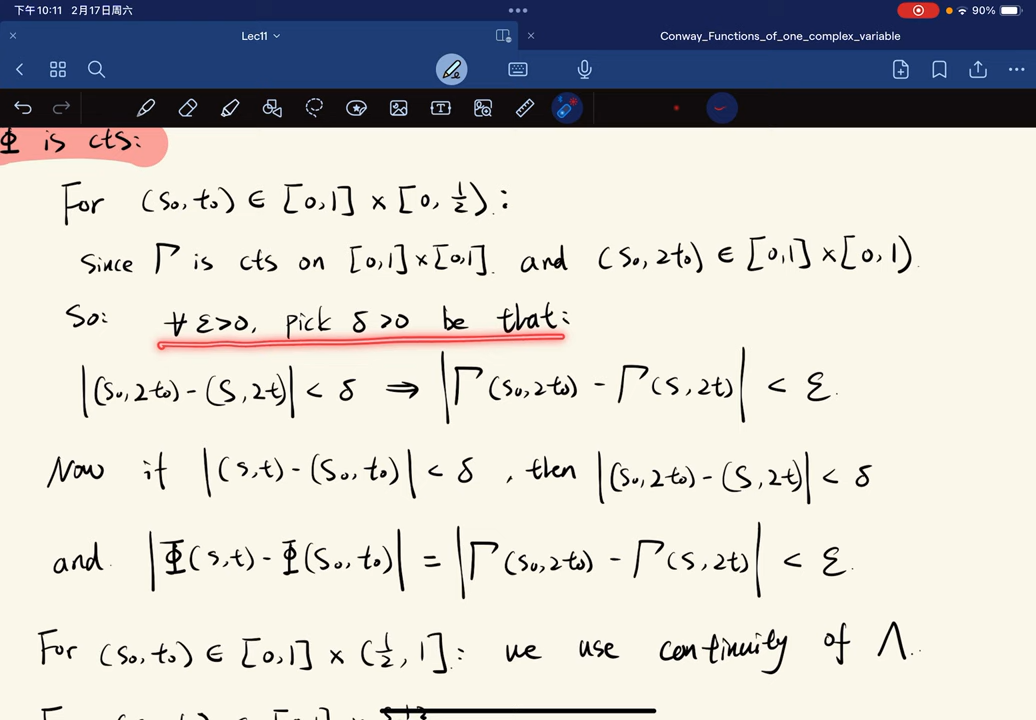 下午10:11 2月17日周六
90%
Lec11
Conway_Functions_of_one_complex_variable
Φ is cts:
For (s₀, t₀) ∈ [0,1] × [0, ½):
Since Γ is cts on [0,1]×[0,1] and (s₀, 2t₀) ∈ [0,1] × [0, 1)
So: ∀ ε>0, pick δ>0 be that:
|(s₀,2t₀) - (s,2t)| < δ ⇒ |Γ(s₀,2t₀) - Γ(s,2t)| < ε.
Now if |(s,t) - (s₀,t₀)| < δ, then |(s₀,2t₀) - (s,2t)| < δ
and |Φ(s,t) - Φ(s₀,t₀)| = |Γ(s₀,2t₀) - Γ(s,2t)| < ε.
For (s₀,t₀) ∈ [0,1] × (½, 1]: we use continuity of Λ.